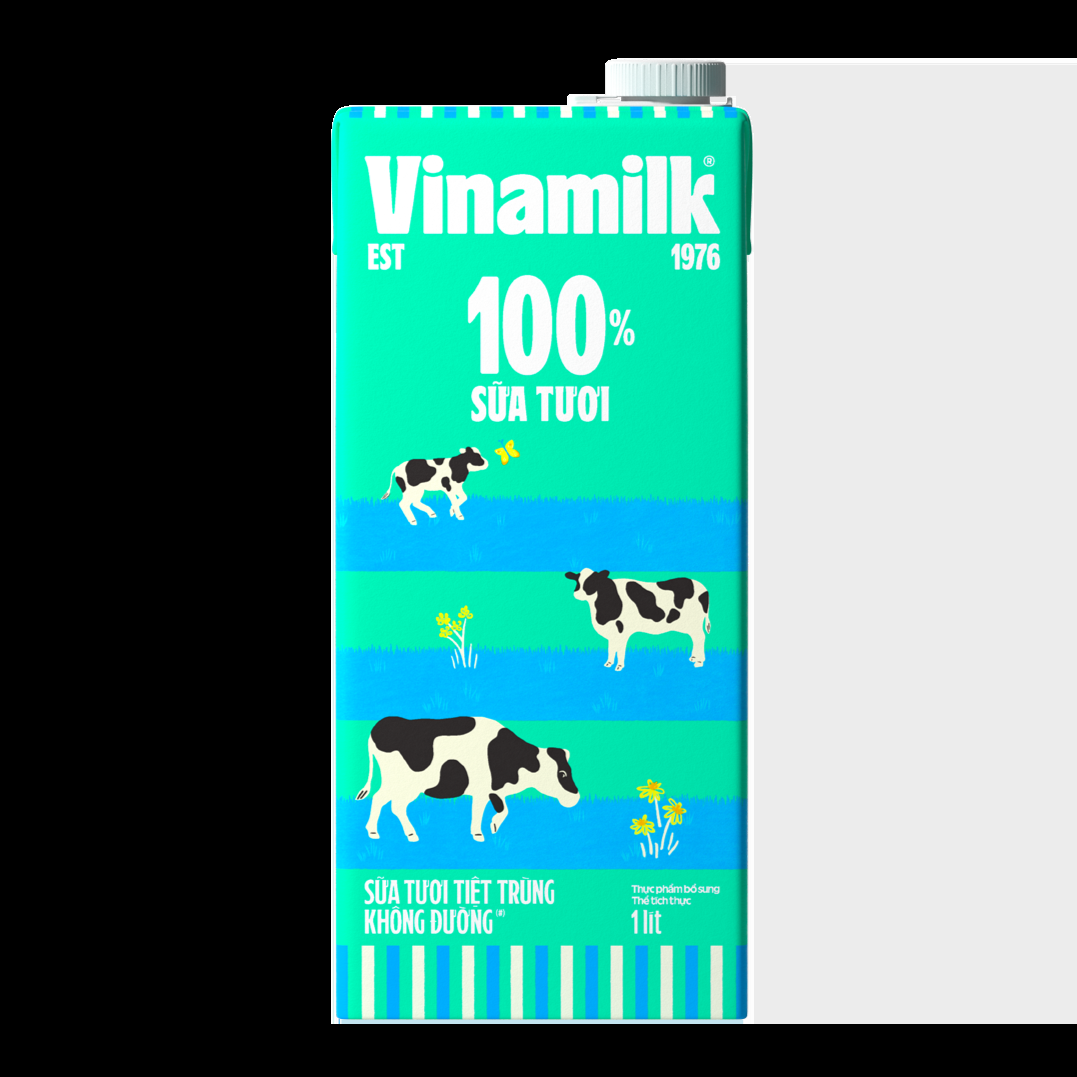 Vinamilk®
EST 1976
100%
SỮA TƯƠI
SỮA TƯƠI TIỆT TRÙNG
KHÔNG ĐƯỜNG(#)
Thực phẩm bổ sung
Thể tích thực
1 lít